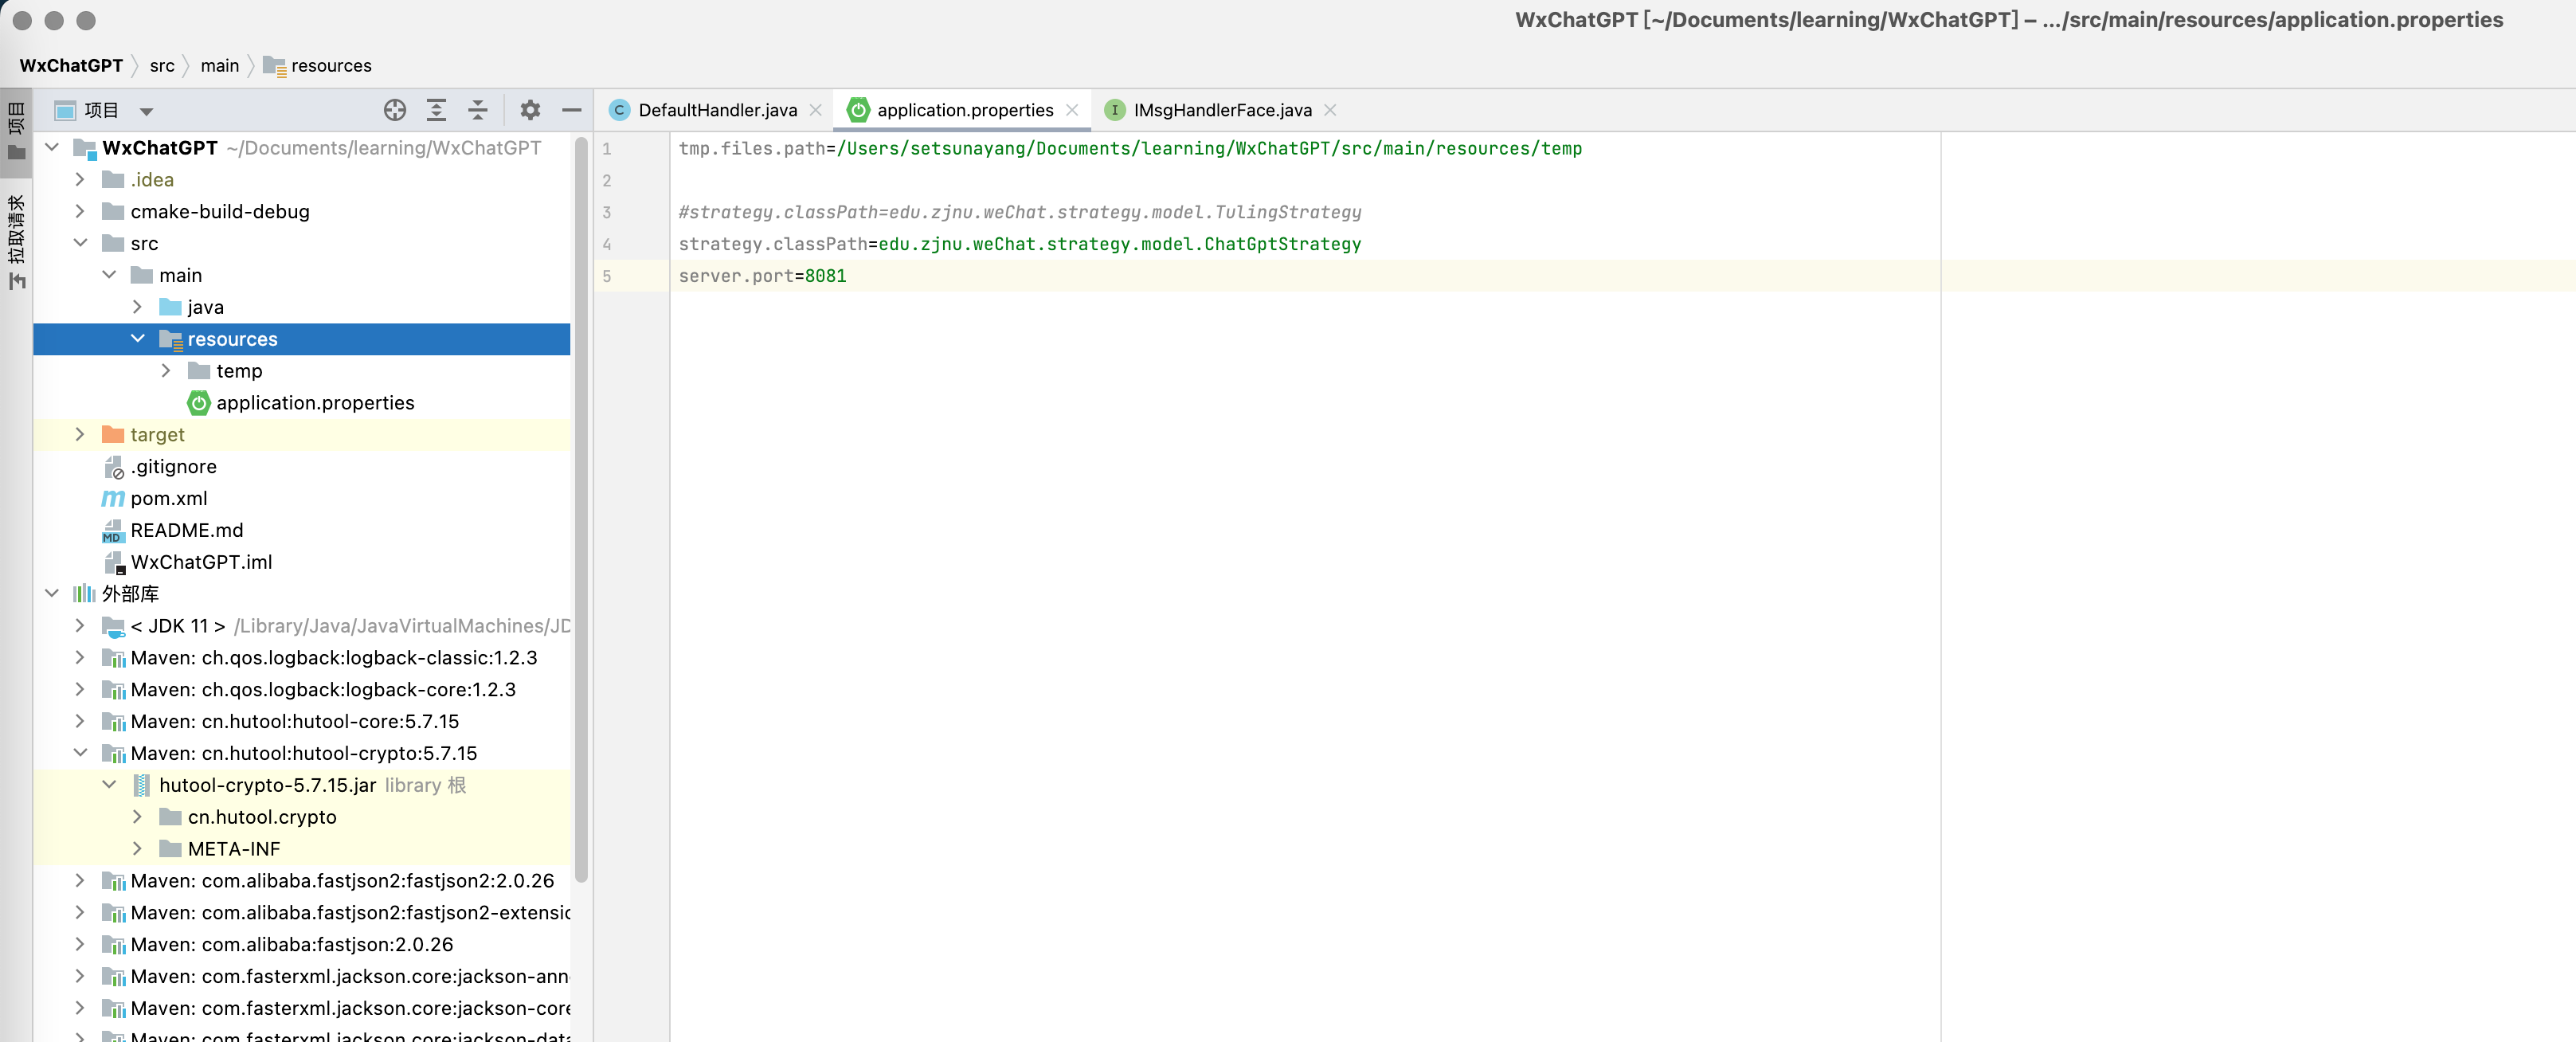 WxChatGPT [~/Documents/learning/WxChatGPT] – .../src/main/resources/application.properties
WxChatGPT src main resources
项目
拉取请求
项目
DefaultHandler.java application.properties IMsgHandlerFace.java
WxChatGPT ~/Documents/learning/WxChatGPT
.idea
cmake-build-debug
src
main
java
resources
temp
application.properties
target
.gitignore
pom.xml
README.md
WxChatGPT.iml
外部库
< JDK 11 > /Library/Java/JavaVirtualMachines/JD
Maven: ch.qos.logback:logback-classic:1.2.3
Maven: ch.qos.logback:logback-core:1.2.3
Maven: cn.hutool:hutool-core:5.7.15
Maven: cn.hutool:hutool-crypto:5.7.15
hutool-crypto-5.7.15.jar library 根
cn.hutool.crypto
META-INF
Maven: com.alibaba.fastjson2:fastjson2:2.0.26
Maven: com.alibaba.fastjson2:fastjson2-extensio
Maven: com.alibaba:fastjson:2.0.26
Maven: com.fasterxml.jackson.core:jackson-ann
Maven: com.fasterxml.jackson.core:jackson-core
Maven: com.fasterxml.jackson.core:jackson-data
1 tmp.files.path=/Users/setsunayang/Documents/learning/WxChatGPT/src/main/resources/temp
2
3 #strategy.classPath=edu.zjnu.weChat.strategy.model.TulingStrategy
4 strategy.classPath=edu.zjnu.weChat.strategy.model.ChatGptStrategy
5 server.port=8081